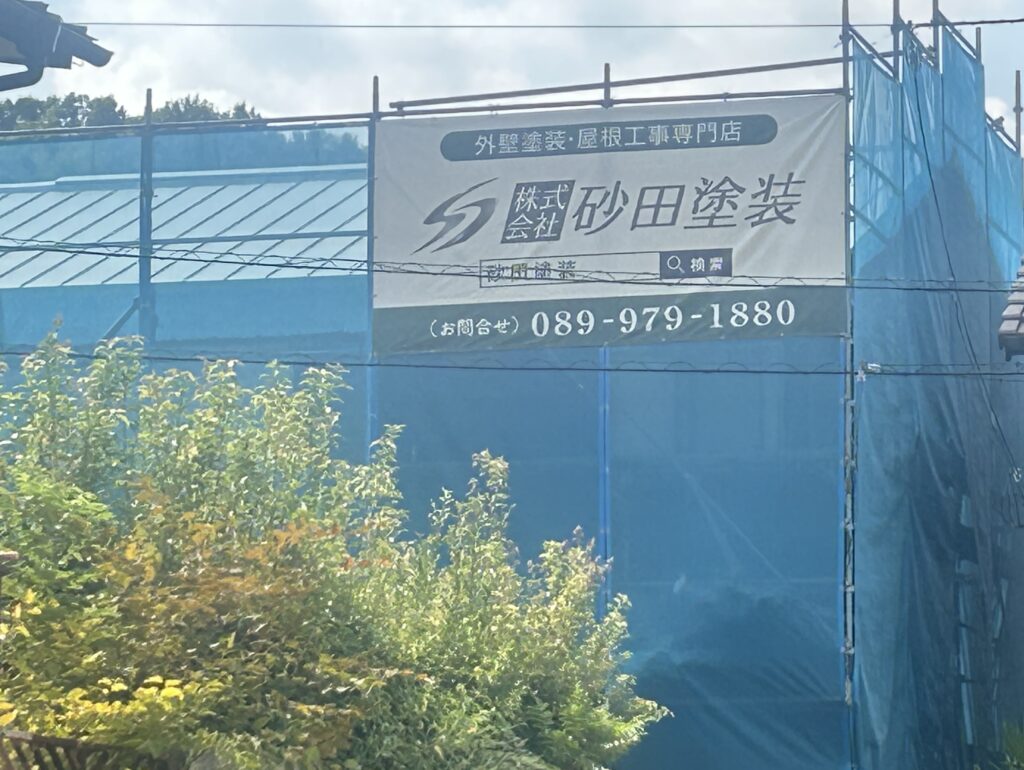 外壁塗装・屋根工事専門店
株式会社 砂田塗装
砂田塗装 検索
(お問合せ) 089-979-1880